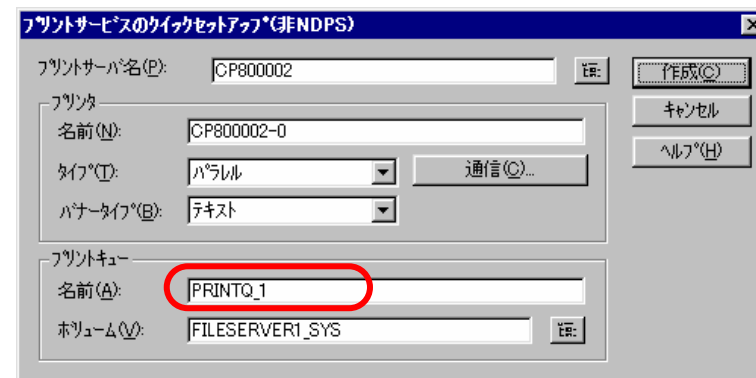 ﾌﾟﾘﾝﾄｻｰﾋﾞｽのｸｲｯｸｾｯﾄｱｯﾌﾟ(非NDPS)
ﾌﾟﾘﾝﾄｻｰﾊﾞ名(P): CP800002
作成(C)
ﾌﾟﾘﾝﾀ
キャンセル
名前(N): CP800002-0
ﾍﾙﾌﾟ(H)
ﾀｲﾌﾟ(T): ﾊﾟﾗﾚﾙ 通信(C)...
ﾊﾞﾅｰﾀｲﾌﾟ(B): ﾃｷｽﾄ
ﾌﾟﾘﾝﾄｷｭｰ
名前(A): PRINTQ_1
ﾎﾞﾘｭｰﾑ(V): FILESERVER1_SYS